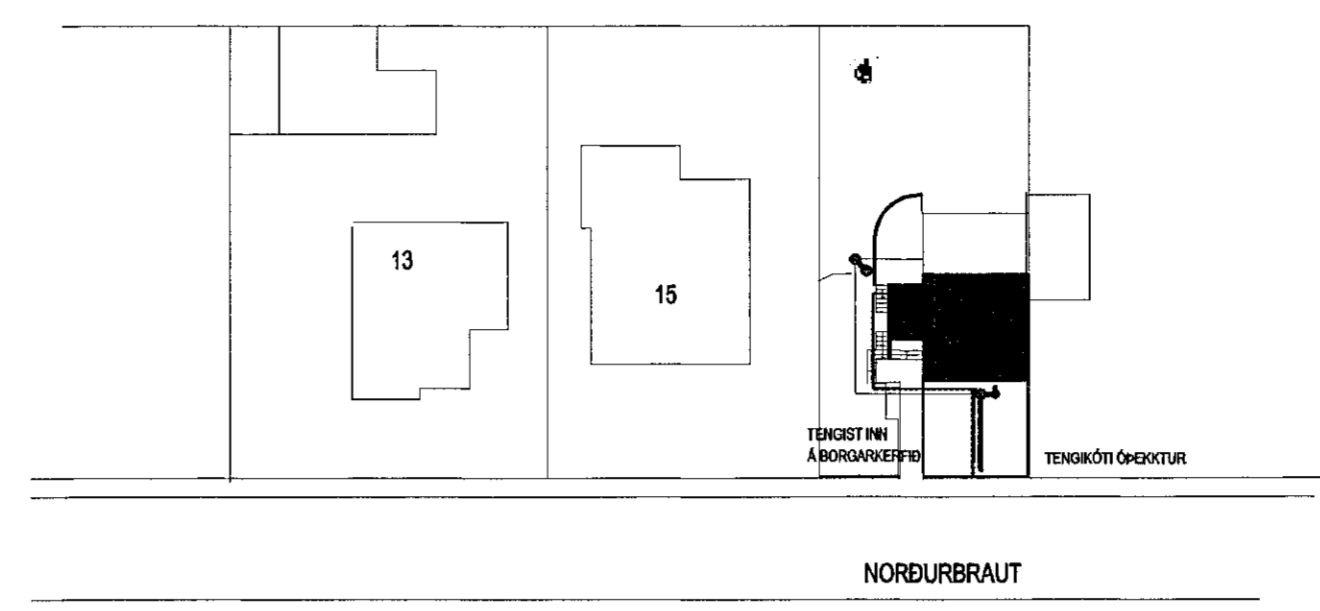 13
15
TENGIST INN
Á BORGARKERFIÐ
TENGIKÓTI ÓÞEKKTUR
NORÐURBRAUT